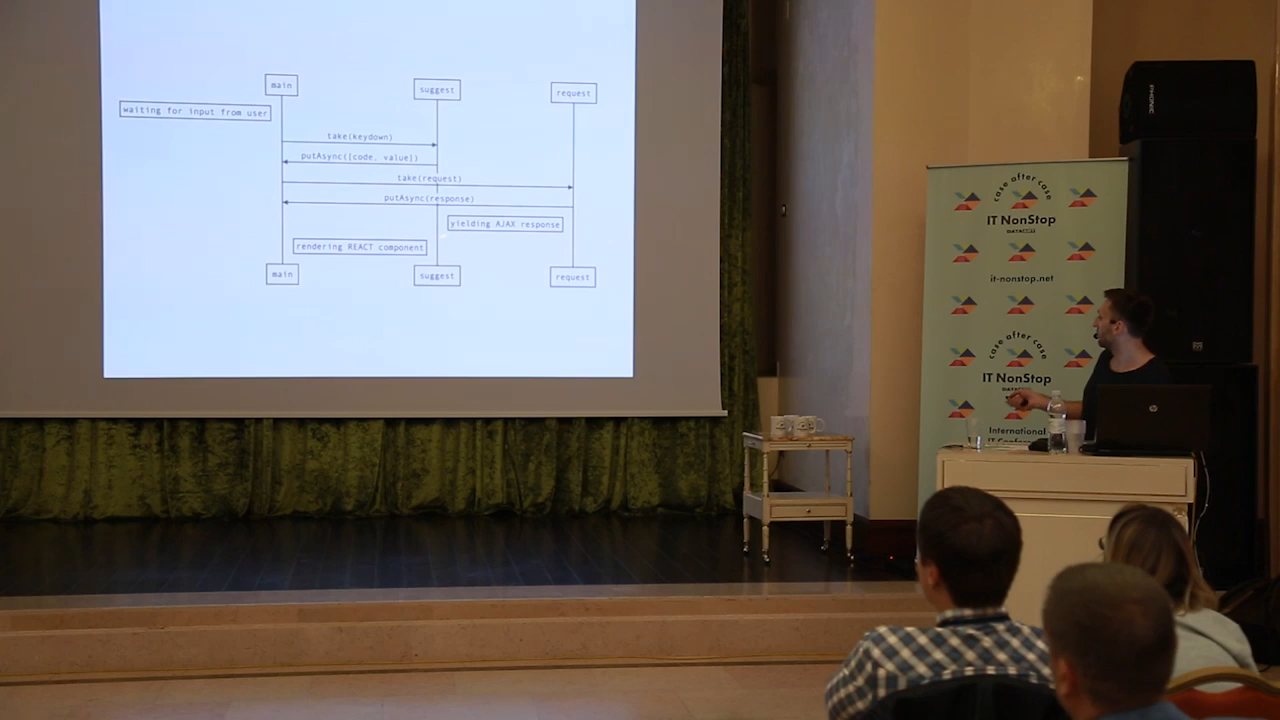 main
suggest
request
waiting for input from user
take(keydown)
putAsync([code, value])
take(request)
putAsync(response)
yielding AJAX response
rendering REACT component
main
suggest
request
PHONIC
case after case
IT NonStop
it-nonstop.net
case after case
IT NonStop
International
hp